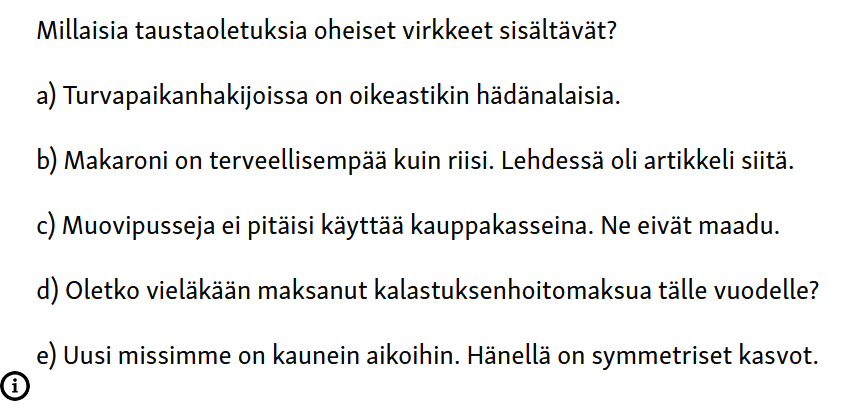 Millaisia taustaoletuksia oheiset virkkeet sisältävät?
a) Turvapaikanhakijoissa on oikeastikin hädänalaisia.
b) Makaroni on terveellisempää kuin riisi. Lehdessä oli artikkeli siitä.
c) Muovipusseja ei pitäisi käyttää kauppakasseina. Ne eivät maadu.
d) Oletko vieläkään maksanut kalastuksenhoitomaksua tälle vuodelle?
e) Uusi missimme on kaunein aikoihin. Hänellä on symmetriset kasvot.